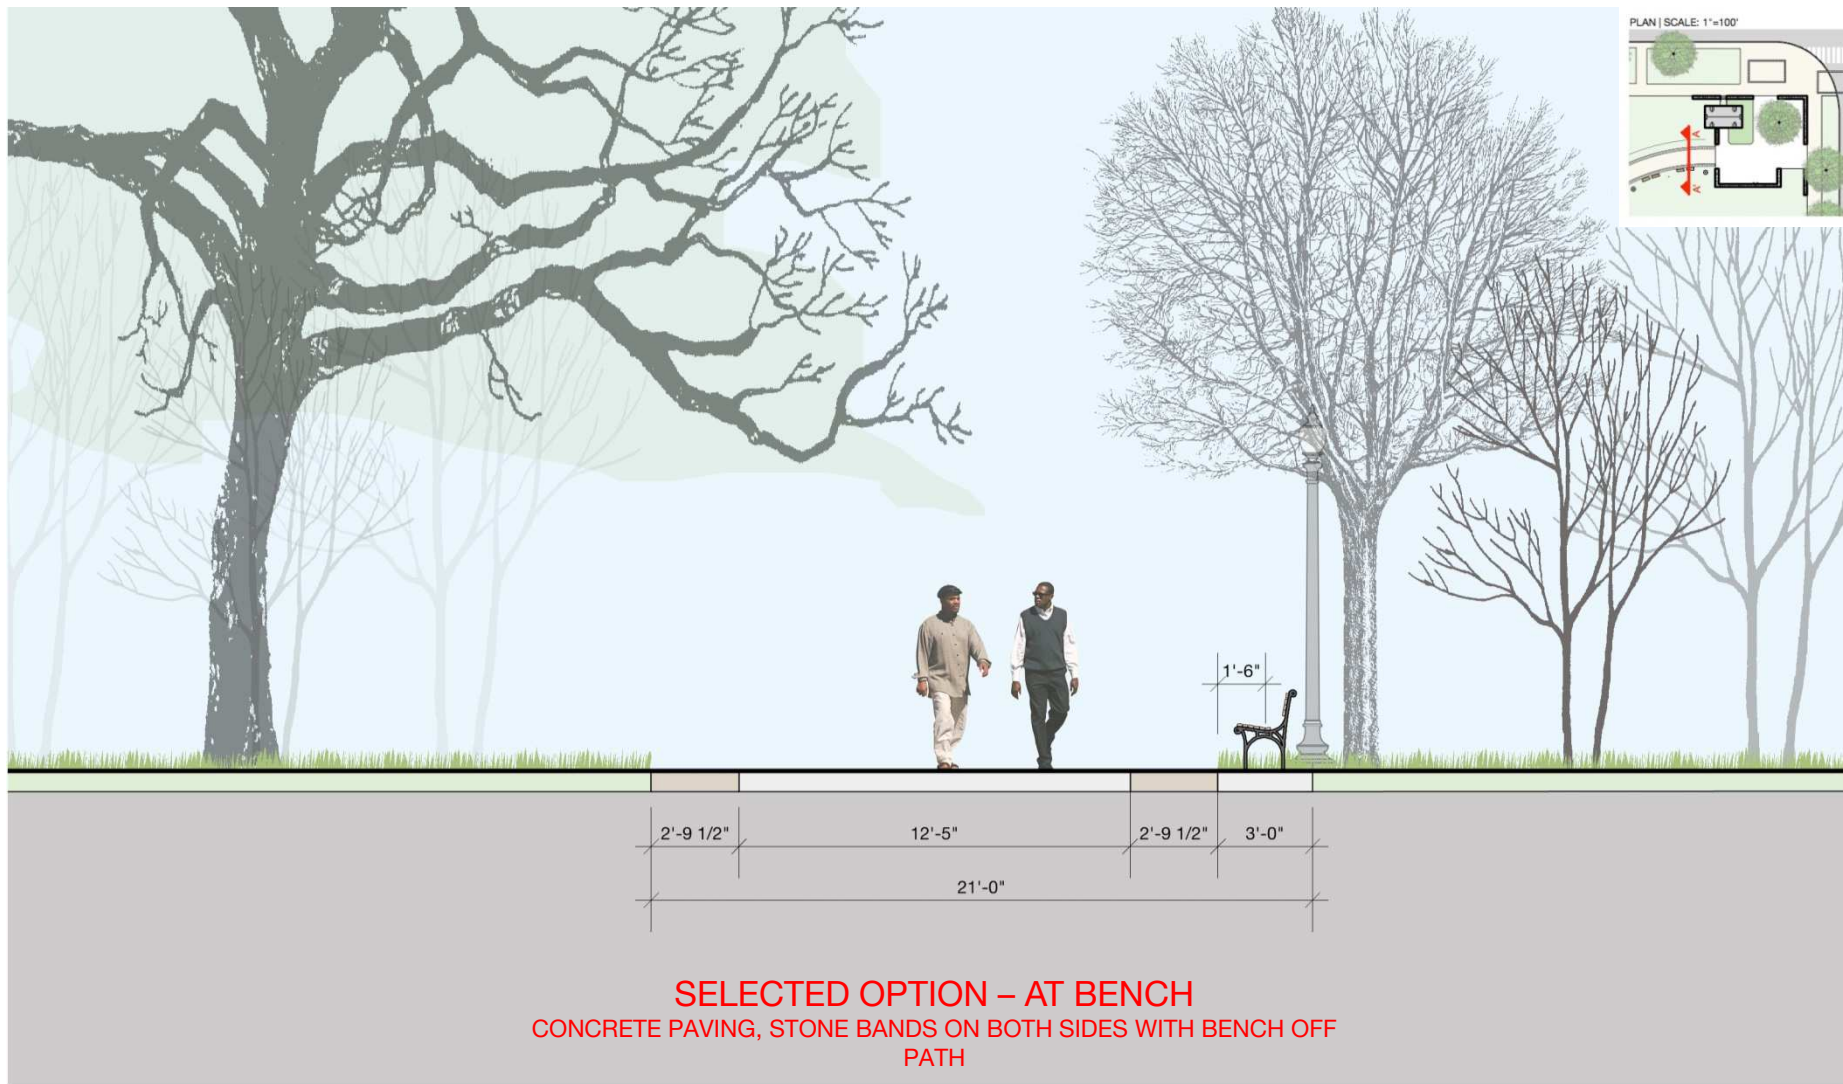 PLAN | SCALE: 1"=100'
A
A'
1'-6"
2'-9 1/2" 12'-5" 2'-9 1/2" 3'-0"
21'-0"
SELECTED OPTION – AT BENCH
CONCRETE PAVING, STONE BANDS ON BOTH SIDES WITH BENCH OFF
PATH